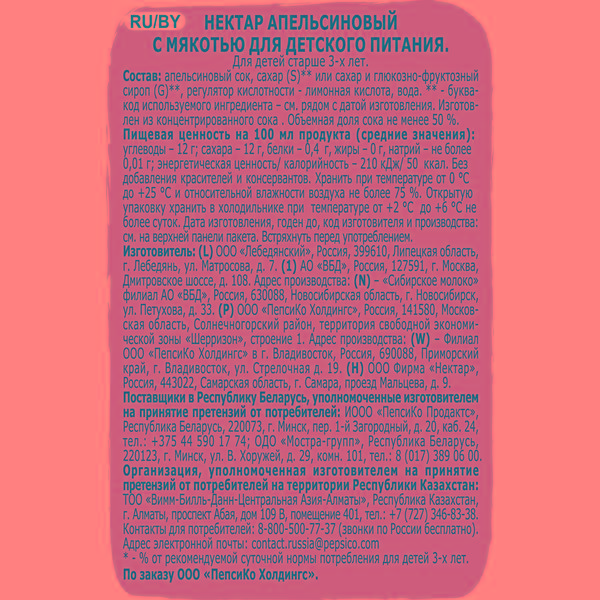 RU/BY
НЕКТАР АПЕЛЬСИНОВЫЙ
С МЯКОТЬЮ ДЛЯ ДЕТСКОГО ПИТАНИЯ.
Для детей старше 3-х лет.
Состав: апельсиновый сок, сахар (S)** или сахар и глюкозно-фруктозный
сироп (G)**, регулятор кислотности - лимонная кислота, вода. ** - буква-
код используемого ингредиента – см. рядом с датой изготовления. Изготов-
лен из концентрированного сока . Объемная доля сока не менее 50 %.
Пищевая ценность на 100 мл продукта (средние значения):
углеводы – 12 г; сахара – 12 г, белки – 0,4 г, жиры – 0 г, натрий – не более
0,01 г; энергетическая ценность/ калорийность – 210 кДж/ 50 ккал. Без
добавления красителей и консервантов. Хранить при температуре от 0 °С
до +25 °С и относительной влажности воздуха не более 75 %. Открытую
упаковку хранить в холодильнике при температуре от +2 °С до +6 °С не
более суток. Дата изготовления, годен до, код изготовителя и производства:
см. на верхней панели пакета. Встряхнуть перед употреблением.
Изготовитель: (L) ООО «Лебедянский», Россия, 399610, Липецкая область,
г. Лебедянь, ул. Матросова, д. 7. (1) АО «ВБД», Россия, 127591, г. Москва,
Дмитровское шоссе, д. 108. Адрес производства: (N) – «Сибирское молоко»
филиал АО «ВБД», Россия, 630088, Новосибирская область, г. Новосибирск,
ул. Петухова, д. 33. (P) ООО «ПепсиКо Холдингс», Россия, 141580, Москов-
ская область, Солнечногорский район, территория свободной экономи-
ческой зоны «Шерризон», строение 1. Адрес производства: (W) – Филиал
ООО «ПепсиКо Холдингс» в г. Владивосток, Россия, 690088, Приморский
край, г. Владивосток, ул. Стрелочная д. 19. (H) ООО Фирма «Нектар»,
Россия, 443022, Самарская область, г. Самара, проезд Мальцева, д. 9.
Поставщики в Республику Беларусь, уполномоченные изготовителем
на принятие претензий от потребителей: ИООО «ПепсиКо Продактс»,
Республика Беларусь, 220073, г. Минск, пер. 1-й Загородный, д. 20, каб. 24,
тел.: +375 44 590 17 74; ОДО «Мостра-групп», Республика Беларусь,
220123, г. Минск, ул. В. Хоружей, д. 29, комн. 101, тел.: 8 (017) 389 06 00.
Организация, уполномоченная изготовителем на принятие
претензий от потребителей на территории Республики Казахстан:
ТОО «Вимм-Билль-Данн-Центральная Азия-Алматы», Республика Казахстан,
г. Алматы, проспект Абая, дом 109 В, помещение 401, тел.: +7 (727) 346-83-38.
Контакты для потребителей: 8-800-500-77-37 (звонки по России бесплатно).
Адрес электронной почты: contact.russia@pepsico.com
* - % от рекомендуемой суточной нормы потребления для детей 3-х лет.
По заказу ООО «ПепсиКо Холдингс».